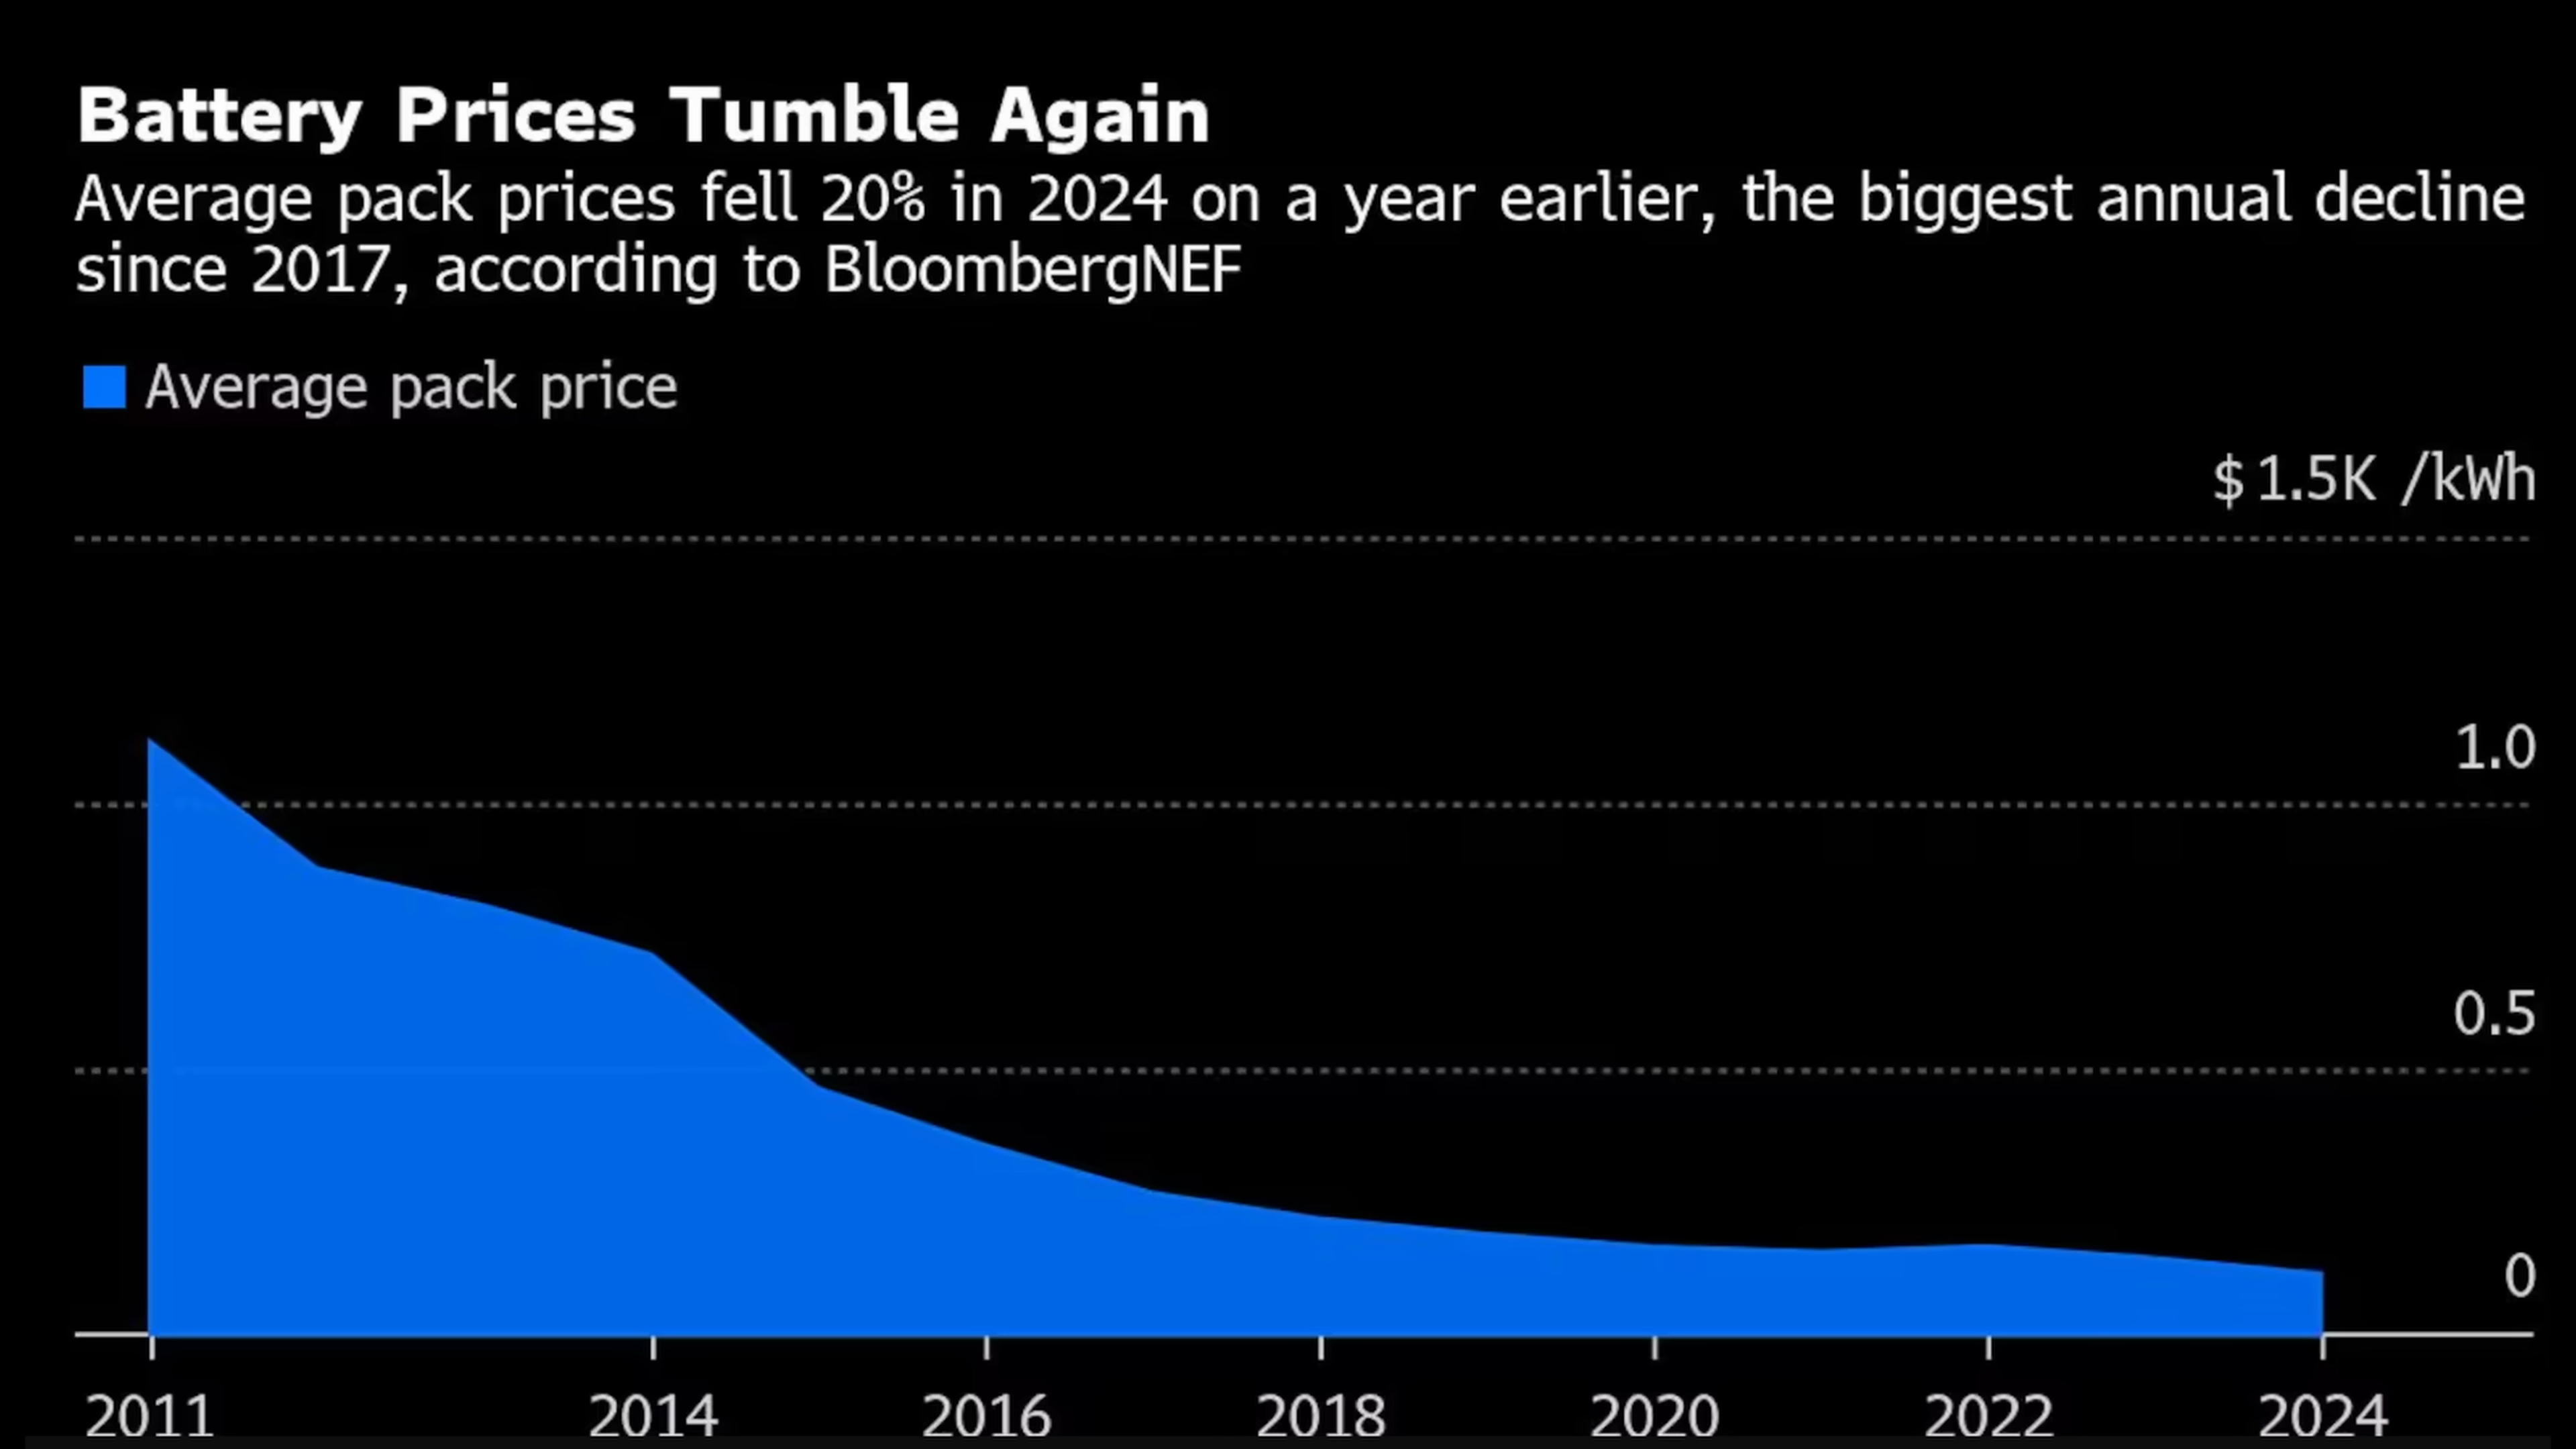 Battery Prices Tumble Again
Average pack prices fell 20% in 2024 on a year earlier, the biggest annual decline
since 2017, according to BloombergNEF
Average pack price
$1.5K /kWh
1.0
0.5
0
2011 2014 2016 2018 2020 2022 2024